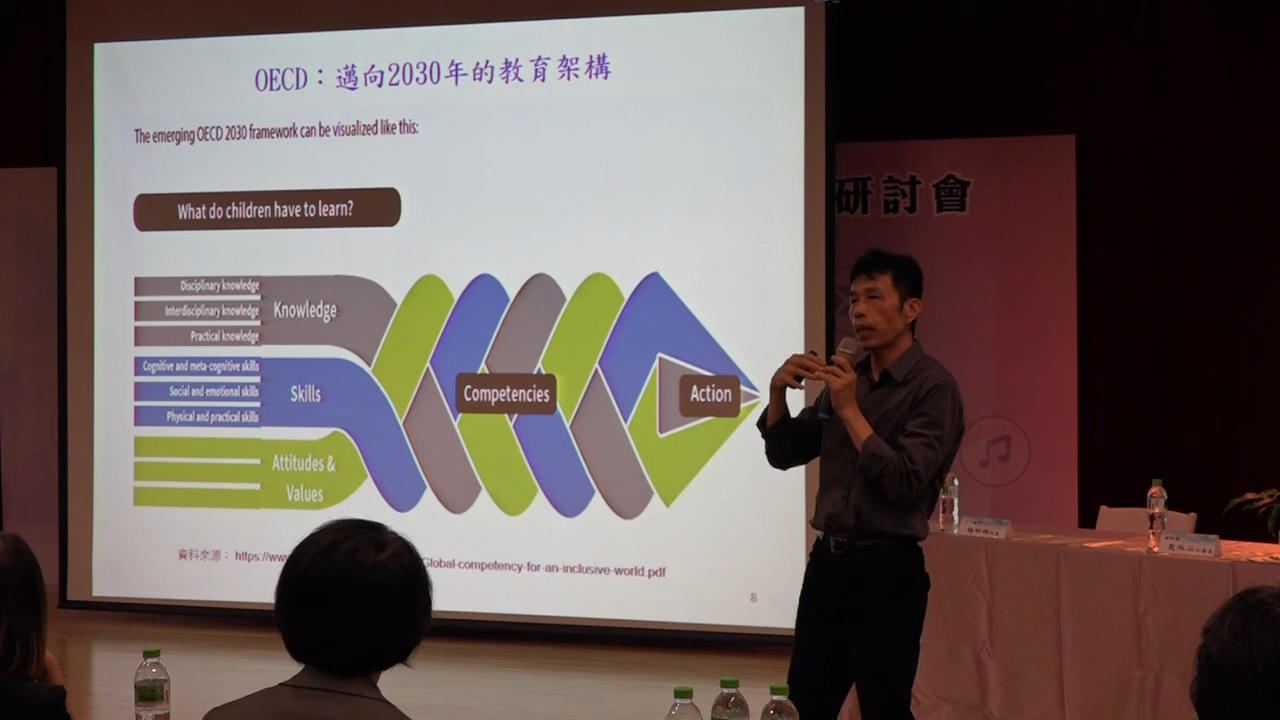 OECD：邁向2030年的教育架構
The emerging OECD 2030 framework can be visualized like this:
What do children have to learn?
Disciplinary knowledge
Interdisciplinary knowledge
Practical knowledge
Knowledge
Cognitive and meta-cognitive skills
Social and emotional skills
Physical and practical skills
Skills
Attitudes &
Values
Competencies
Action
資料來源： https://ww
Global-competency-for-an-inclusive-world.pdf
8
研討會